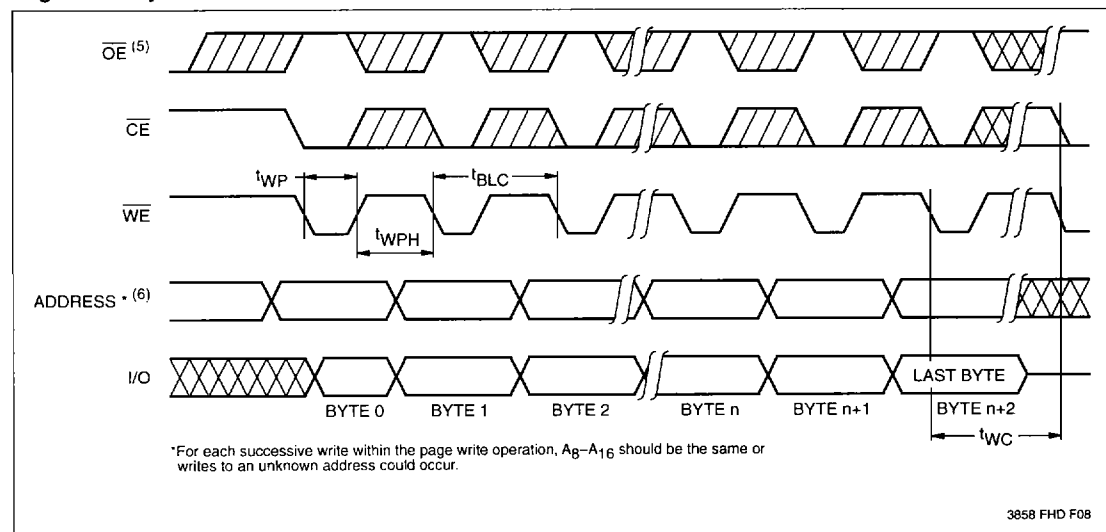 OE (5)
CE
tWP
tBLC
WE
tWPH
ADDRESS * (6)
I/O
LAST BYTE
BYTE 0 BYTE 1 BYTE 2 BYTE n BYTE n+1 BYTE n+2
tWC
*For each successive write within the page write operation, A8–A16 should be the same or
writes to an unknown address could occur.
3858 FHD F08